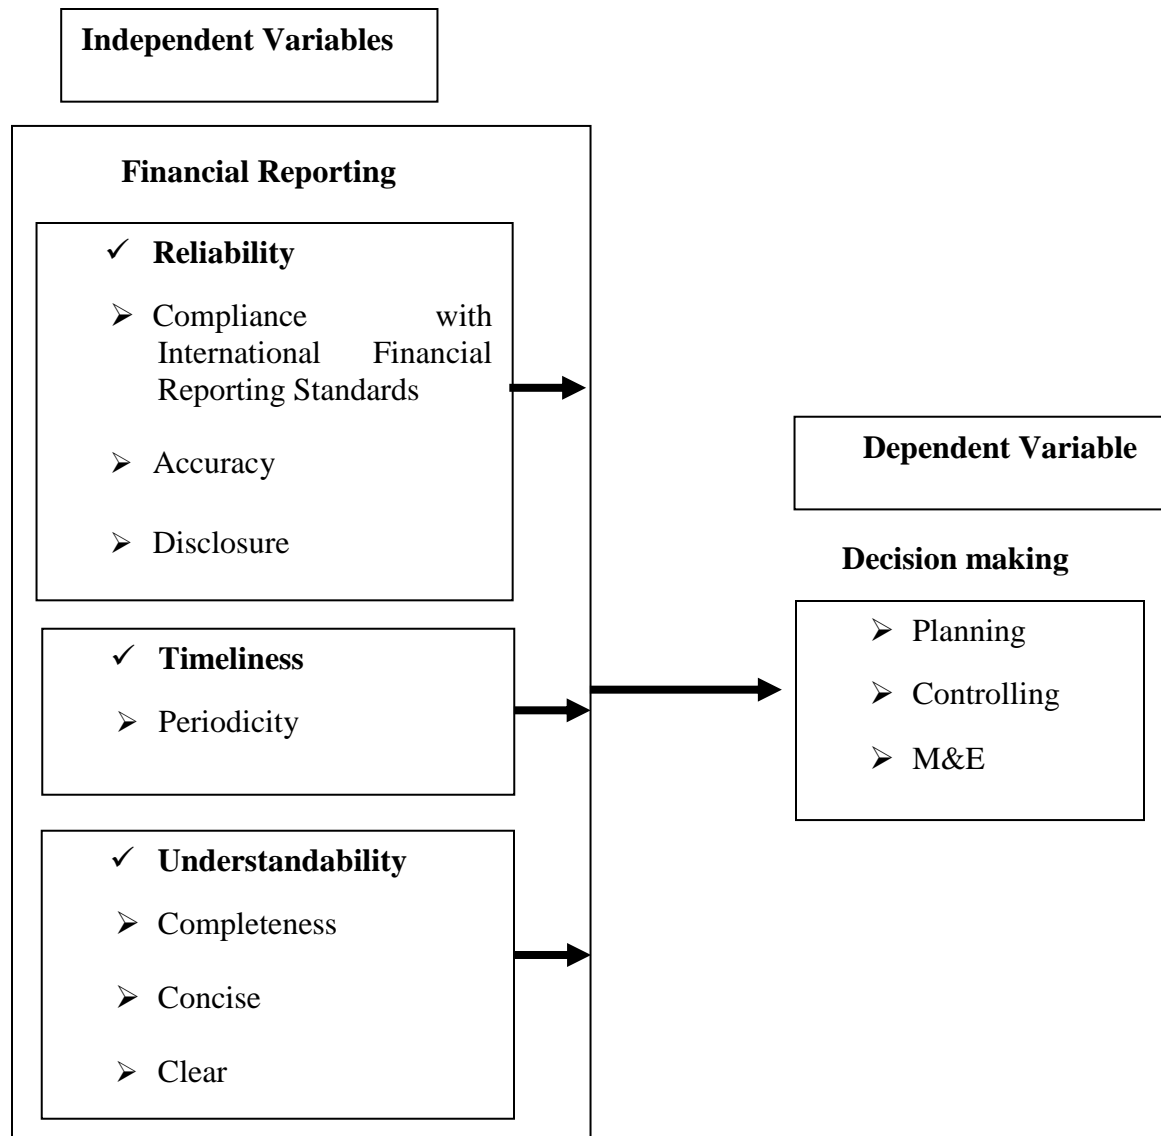 Independent Variables
Financial Reporting
✓ Reliability
➢ Compliance with
International Financial
Reporting Standards
➢ Accuracy
➢ Disclosure
✓ Timeliness
➢ Periodicity
✓ Understandability
➢ Completeness
➢ Concise
➢ Clear
Dependent Variable
Decision making
➢ Planning
➢ Controlling
➢ M&E